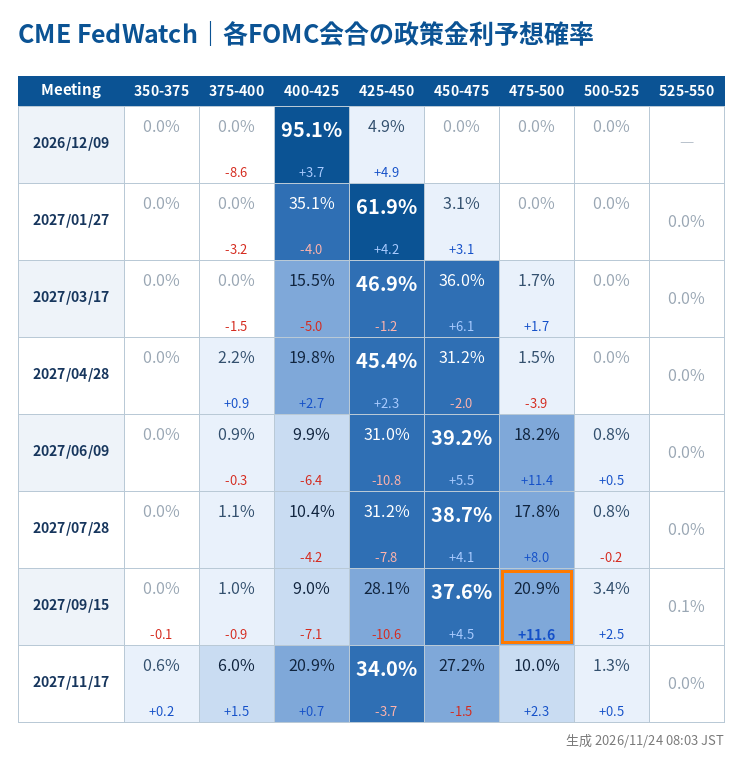 CME FedWatch｜各FOMC会合の政策金利予想確率
Meeting 350-375 375-400 400-425 425-450 450-475 475-500 500-525 525-550
2026/12/09 0.0% 0.0% 95.1% 4.9% 0.0% 0.0% 0.0% —
-8.6 +3.7 +4.9
2027/01/27 0.0% 0.0% 35.1% 61.9% 3.1% 0.0% 0.0% 0.0%
-3.2 -4.0 +4.2 +3.1
2027/03/17 0.0% 0.0% 15.5% 46.9% 36.0% 1.7% 0.0% 0.0%
-1.5 -5.0 -1.2 +6.1 +1.7
2027/04/28 0.0% 2.2% 19.8% 45.4% 31.2% 1.5% 0.0% 0.0%
+0.9 +2.7 +2.3 -2.0 -3.9
2027/06/09 0.0% 0.9% 9.9% 31.0% 39.2% 18.2% 0.8% 0.0%
-0.3 -6.4 -10.8 +5.5 +11.4 +0.5
2027/07/28 0.0% 1.1% 10.4% 31.2% 38.7% 17.8% 0.8% 0.0%
-4.2 -7.8 +4.1 +8.0 -0.2
2027/09/15 0.0% 1.0% 9.0% 28.1% 37.6% 20.9% 3.4% 0.1%
-0.1 -0.9 -7.1 -10.6 +4.5 +11.6 +2.5
2027/11/17 0.6% 6.0% 20.9% 34.0% 27.2% 10.0% 1.3% 0.0%
+0.2 +1.5 +0.7 -3.7 -1.5 +2.3 +0.5
生成 2026/11/24 08:03 JST